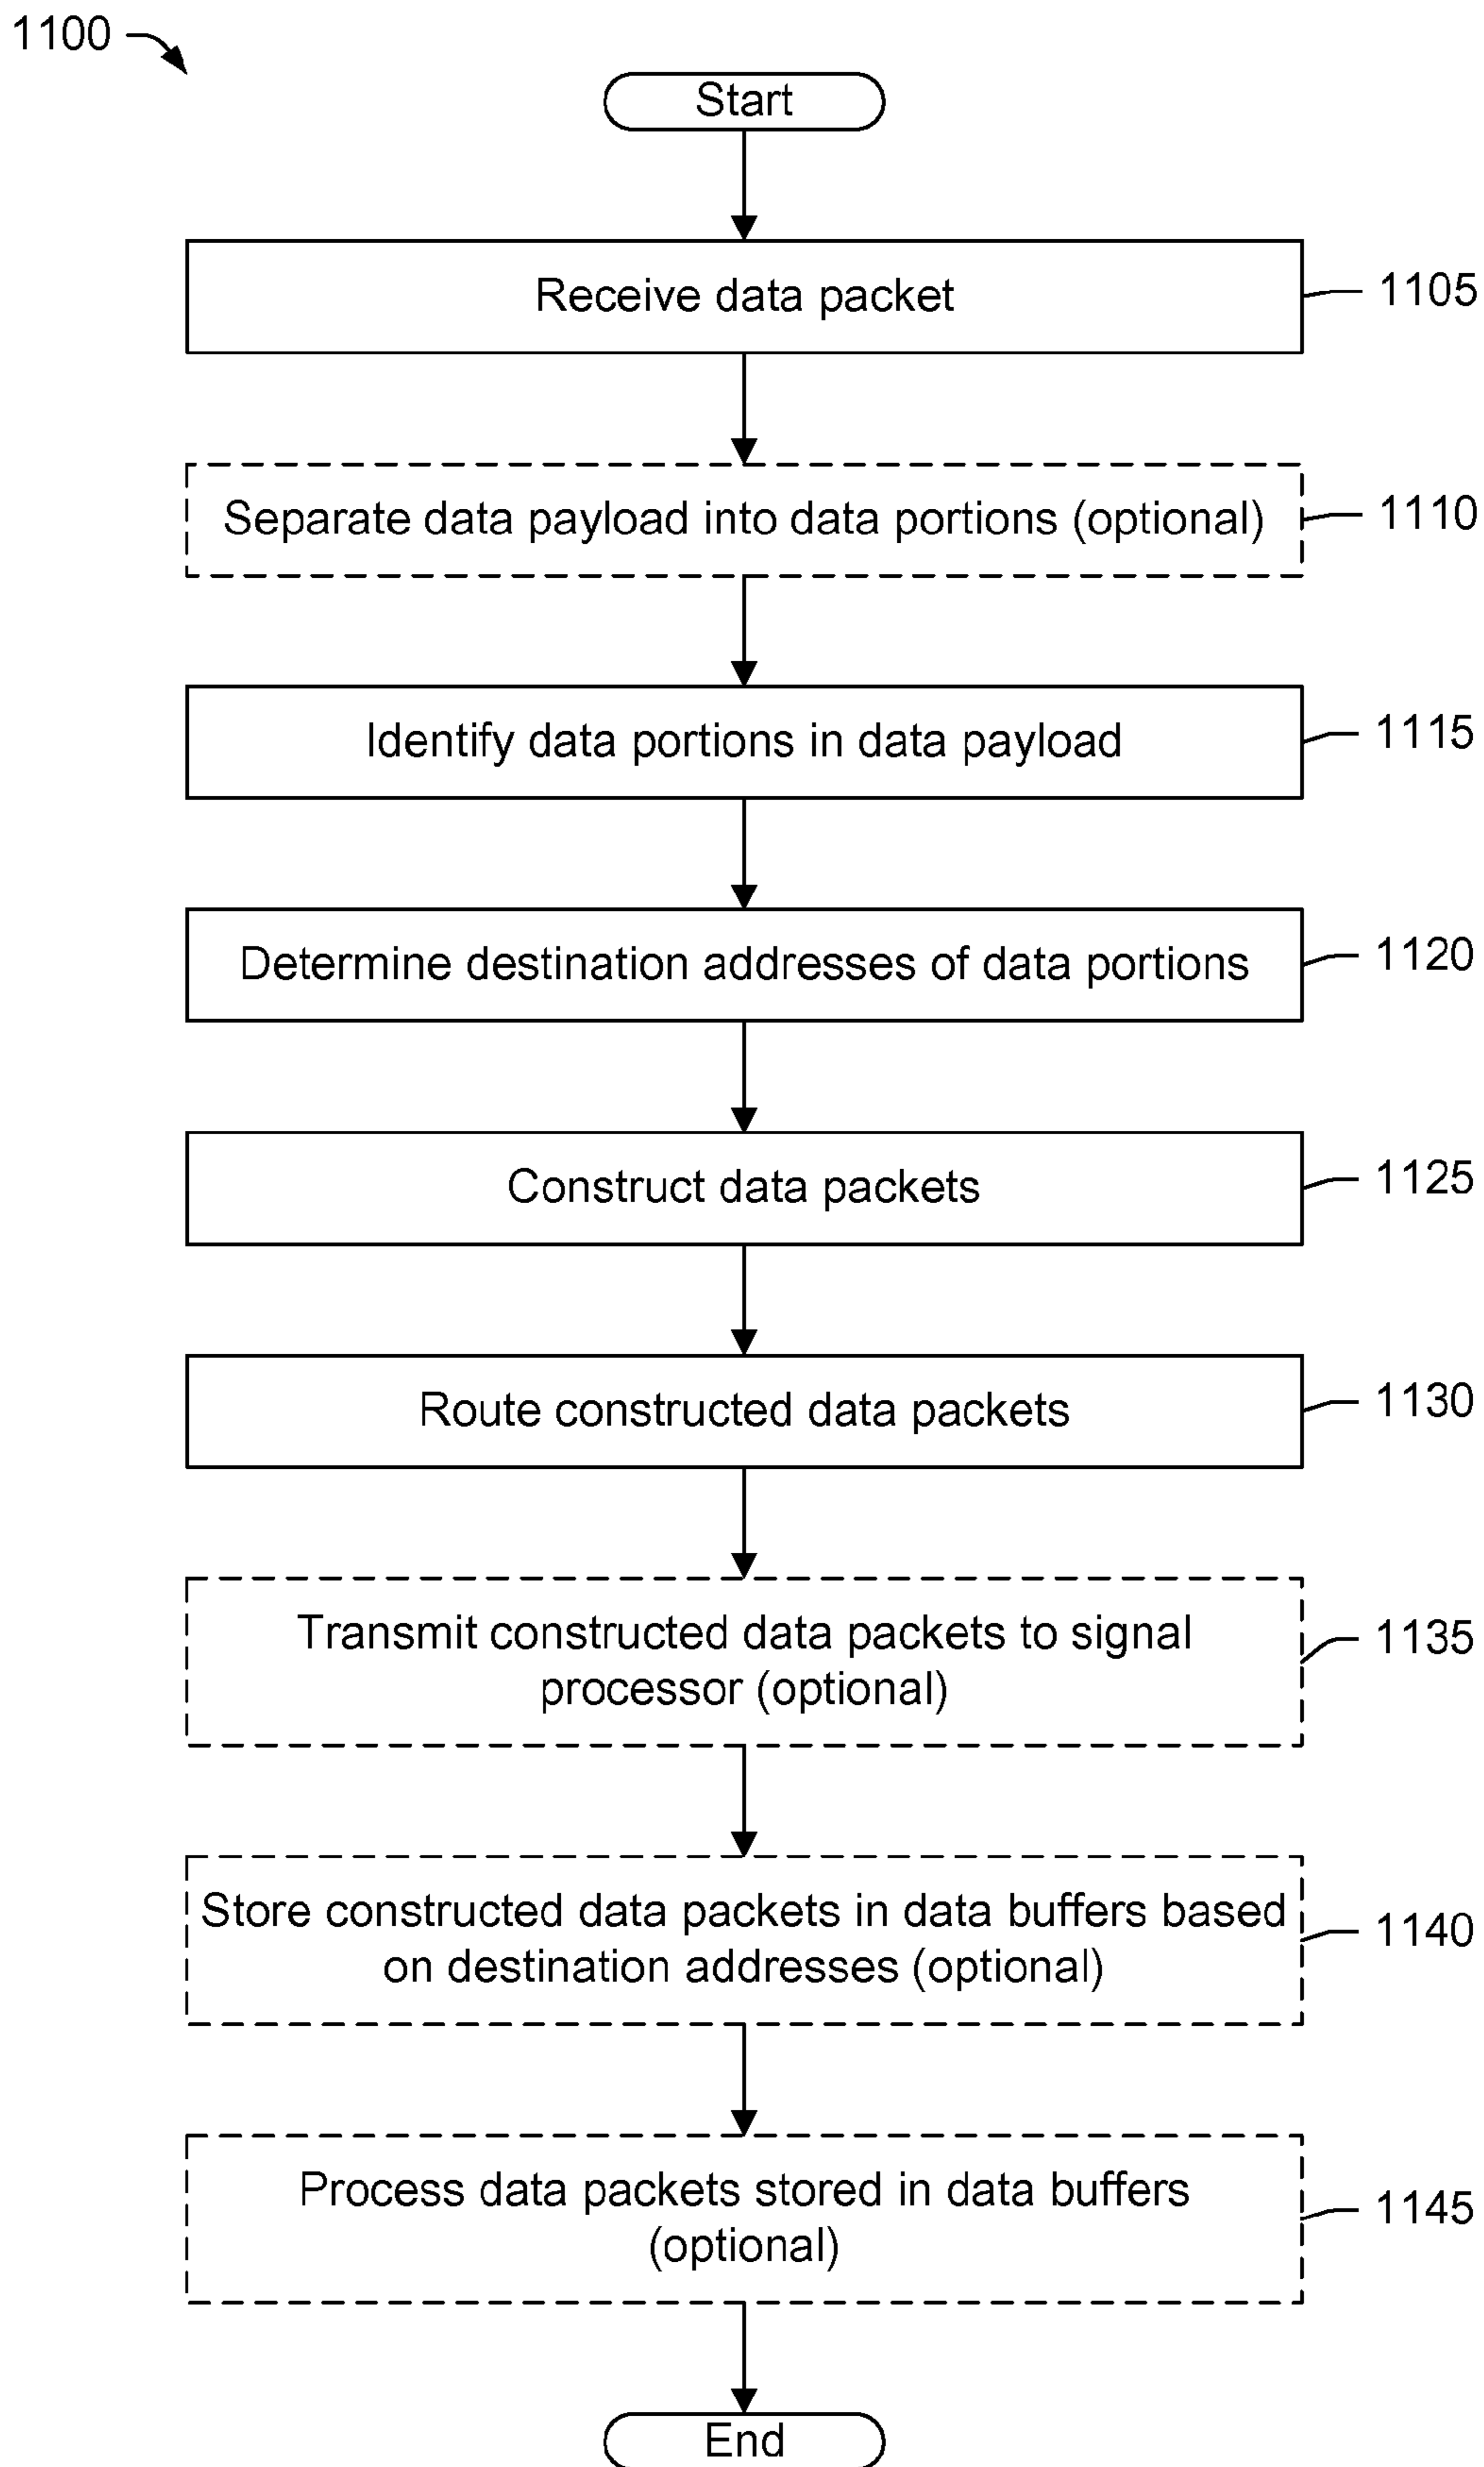 1100
Start
Receive data packet
1105
Separate data payload into data portions (optional)
1110
Identify data portions in data payload
1115
Determine destination addresses of data portions
1120
Construct data packets
1125
Route constructed data packets
1130
Transmit constructed data packets to signal
processor (optional)
1135
Store constructed data packets in data buffers based
on destination addresses (optional)
1140
Process data packets stored in data buffers
(optional)
1145
End